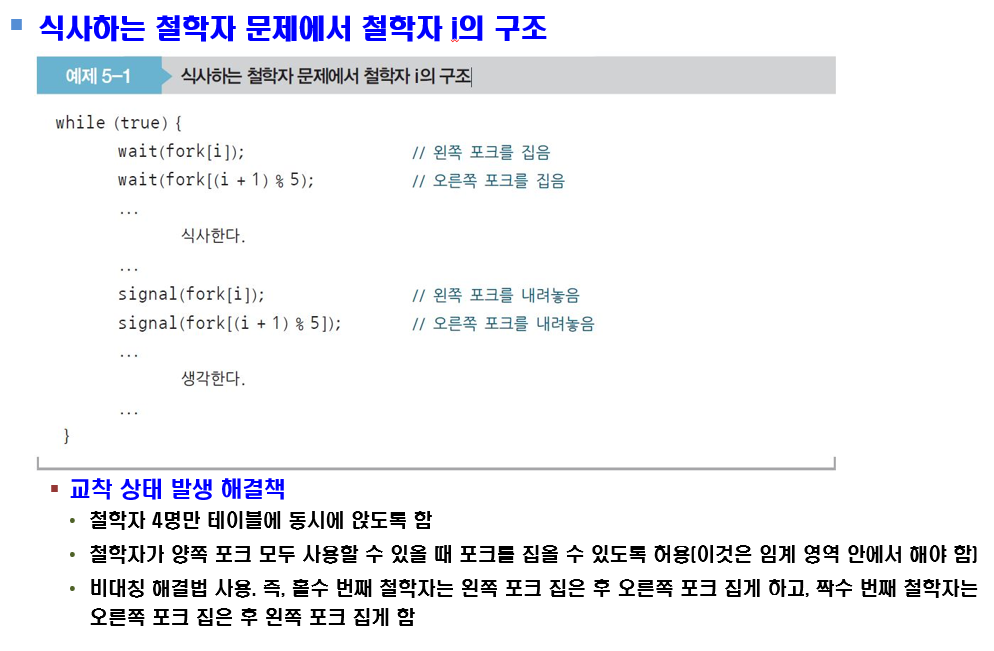 식사하는 철학자 문제에서 철학자 i의 구조
예제 5-1 식사하는 철학자 문제에서 철학자 i의 구조
while (true) {
wait(fork[i]); // 왼쪽 포크를 집음
wait(fork[(i + 1) % 5); // 오른쪽 포크를 집음
...
식사한다.
...
signal(fork[i]); // 왼쪽 포크를 내려놓음
signal(fork[(i + 1) % 5]); // 오른쪽 포크를 내려놓음
...
생각한다.
...
}
교착 상태 발생 해결책
철학자 4명만 테이블에 동시에 앉도록 함
철학자가 양쪽 포크 모두 사용할 수 있을 때 포크를 집을 수 있도록 허용(이것은 임계 영역 안에서 해야 함)
비대칭 해결법 사용. 즉, 홀수 번째 철학자는 왼쪽 포크 집은 후 오른쪽 포크 집게 하고, 짝수 번째 철학자는
오른쪽 포크 집은 후 왼쪽 포크 집게 함